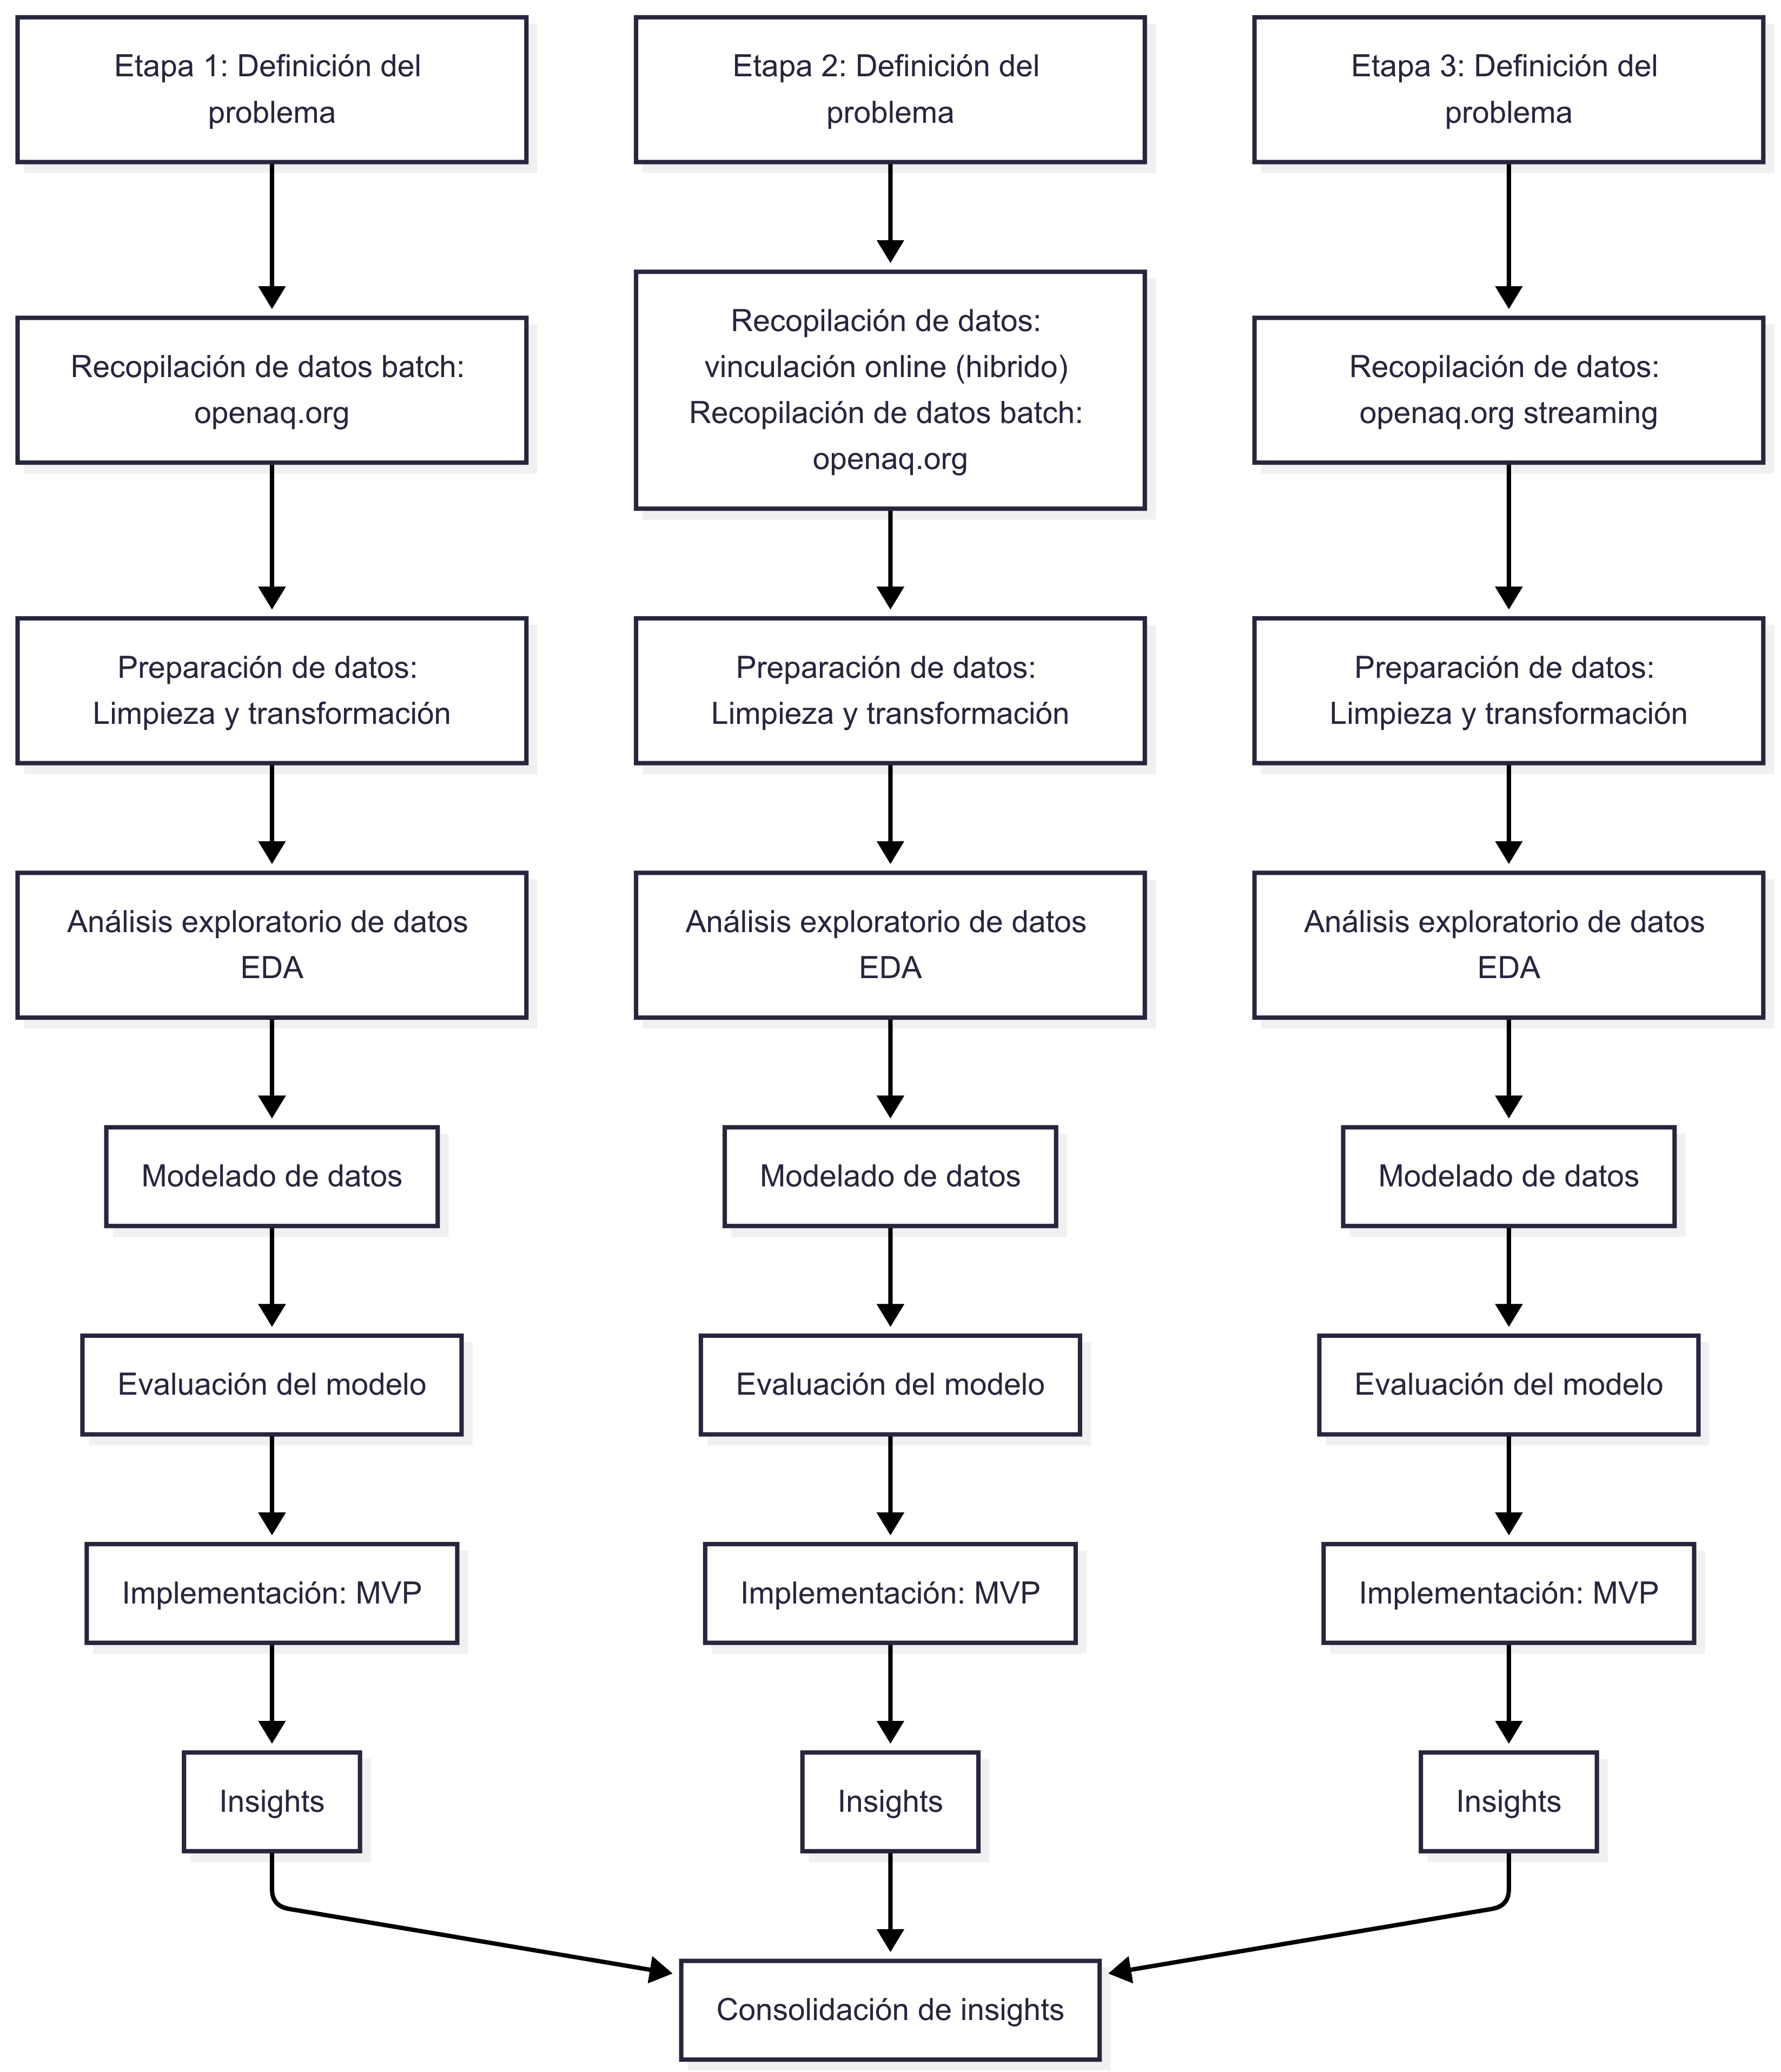 Etapa 1: Definición del
problema
Recopilación de datos batch:
openaq.org
Preparación de datos:
Limpieza y transformación
Análisis exploratorio de datos
EDA
Modelado de datos
Evaluación del modelo
Implementación: MVP
Insights
Etapa 2: Definición del
problema
Recopilación de datos:
vinculación online (hibrido)
Recopilación de datos batch:
openaq.org
Preparación de datos:
Limpieza y transformación
Análisis exploratorio de datos
EDA
Modelado de datos
Evaluación del modelo
Implementación: MVP
Insights
Etapa 3: Definición del
problema
Recopilación de datos:
openaq.org streaming
Preparación de datos:
Limpieza y transformación
Análisis exploratorio de datos
EDA
Modelado de datos
Evaluación del modelo
Implementación: MVP
Insights
Consolidación de insights